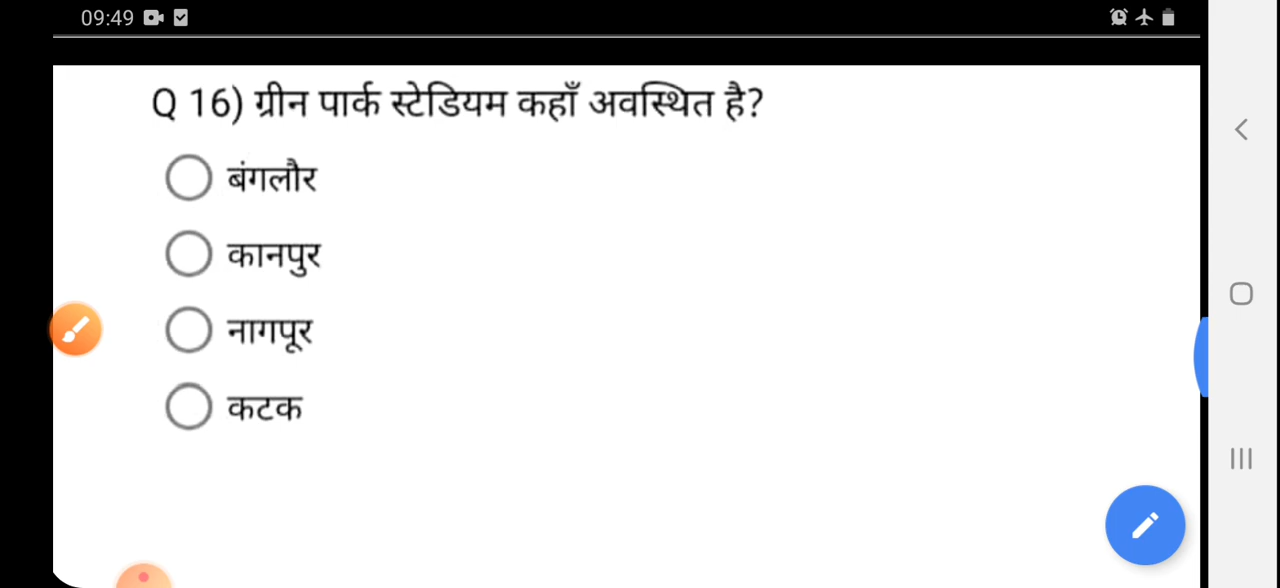 09:49
Q 16) ग्रीन पार्क स्टेडियम कहाँ अवस्थित है?
बंगलौर
कानपुर
नागपूर
कटक